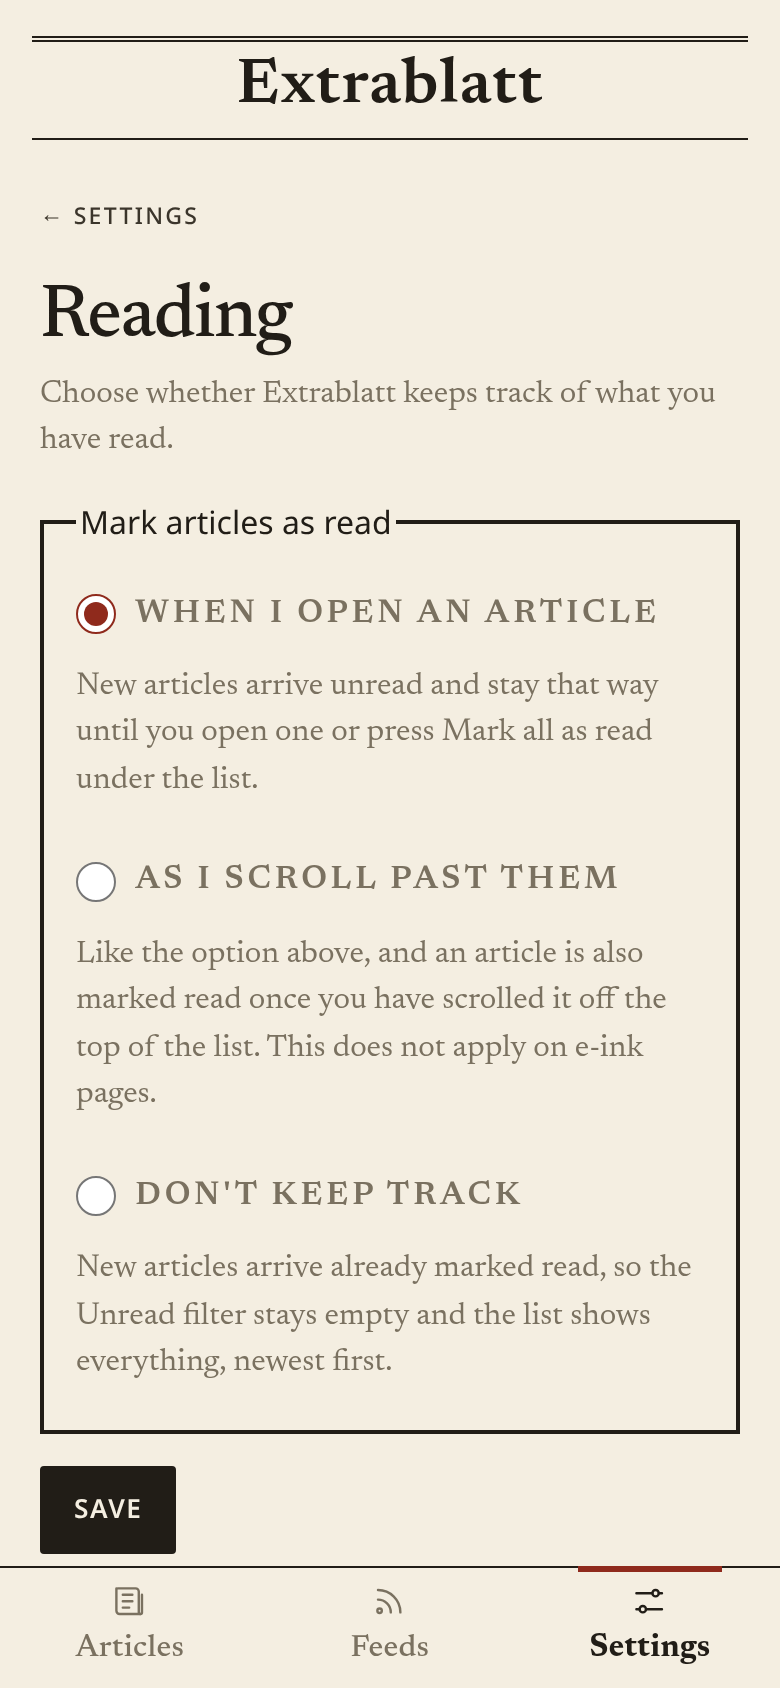 Extrablatt
← SETTINGS
Reading
Choose whether Extrablatt keeps track of what you
have read.
Mark articles as read
WHEN I OPEN AN ARTICLE
New articles arrive unread and stay that way
until you open one or press Mark all as read
under the list.
AS I SCROLL PAST THEM
Like the option above, and an article is also
marked read once you have scrolled it off the
top of the list. This does not apply on e-ink
pages.
DON'T KEEP TRACK
New articles arrive already marked read, so the
Unread filter stays empty and the list shows
everything, newest first.
SAVE
Articles
Feeds
Settings